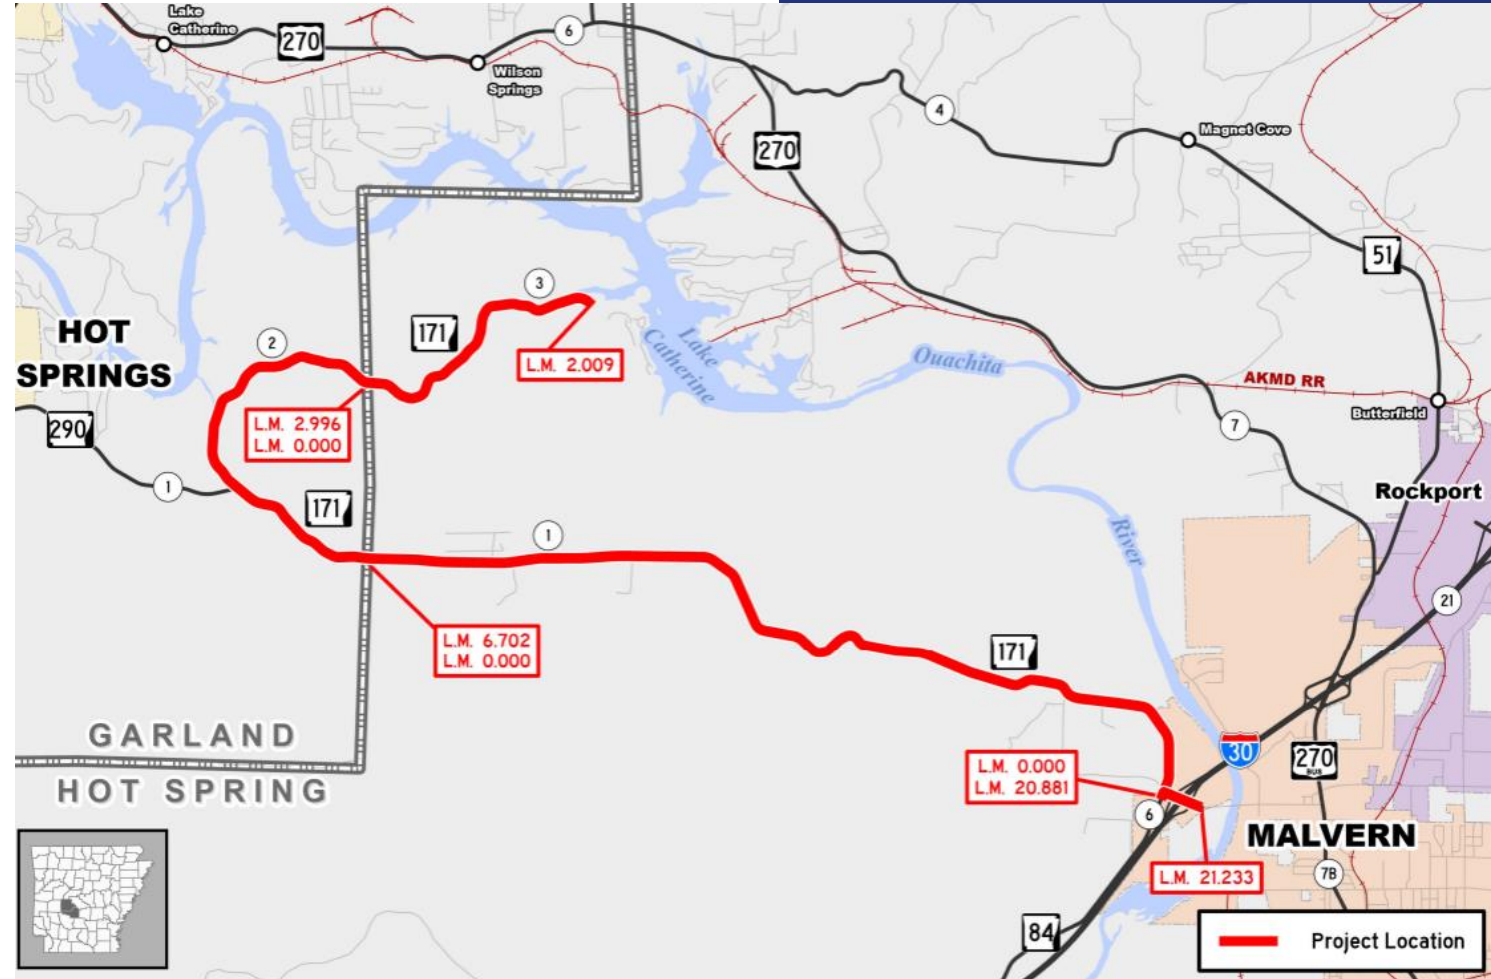 Lake
Catherine
270
6
Wilson
Springs
4
270
Magnet Cove
51
3
171
L.M. 2.009
2
HOT
SPRINGS
Lake
Catherine
Ouachita
AKMD RR
Butterfield
290
L.M. 2.996
L.M. 0.000
7
1
171
Rockport
1
River
21
L.M. 6.702
L.M. 0.000
171
GARLAND
HOT SPRING
L.M. 0.000
L.M. 20.881
30
270
BUS
6
MALVERN
L.M. 21.233
7B
84
Project Location